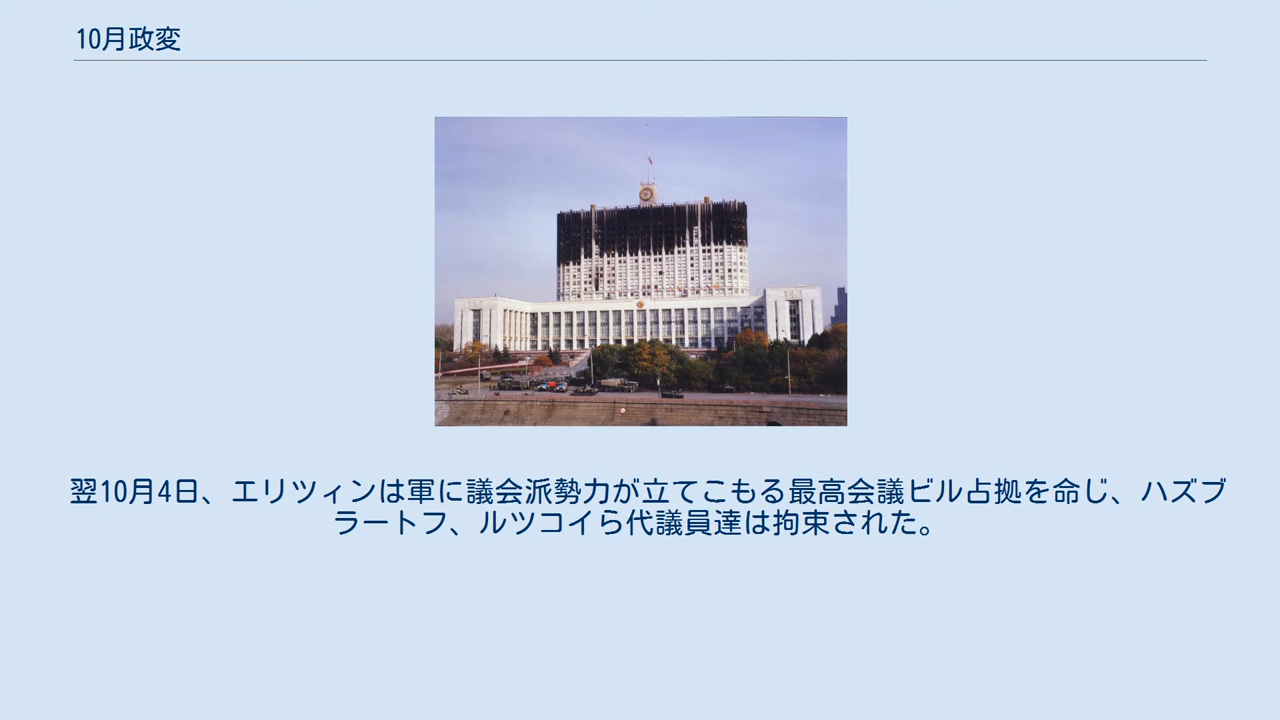 10月政変
翌10月4日、エリツィンは軍に議会派勢力が立てこもる最高会議ビル占拠を命じ、ハズブ
ラートフ、ルツコイら代議員達は拘束された。